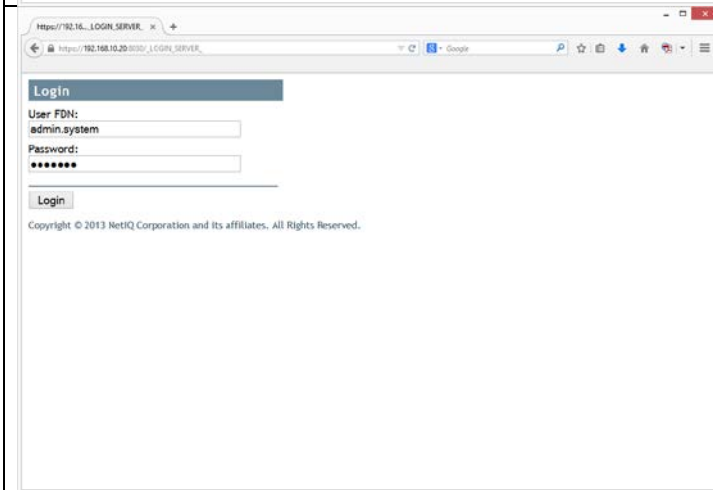 https://192.16..._LOGIN_SERVER_ × +
https://192.168.10.20:8030/_LOGIN_SERVER_
Google
Login
User FDN:
admin.system
Password:
●●●●●●●
Login
Copyright © 2013 NetIQ Corporation and its affiliates. All Rights Reserved.